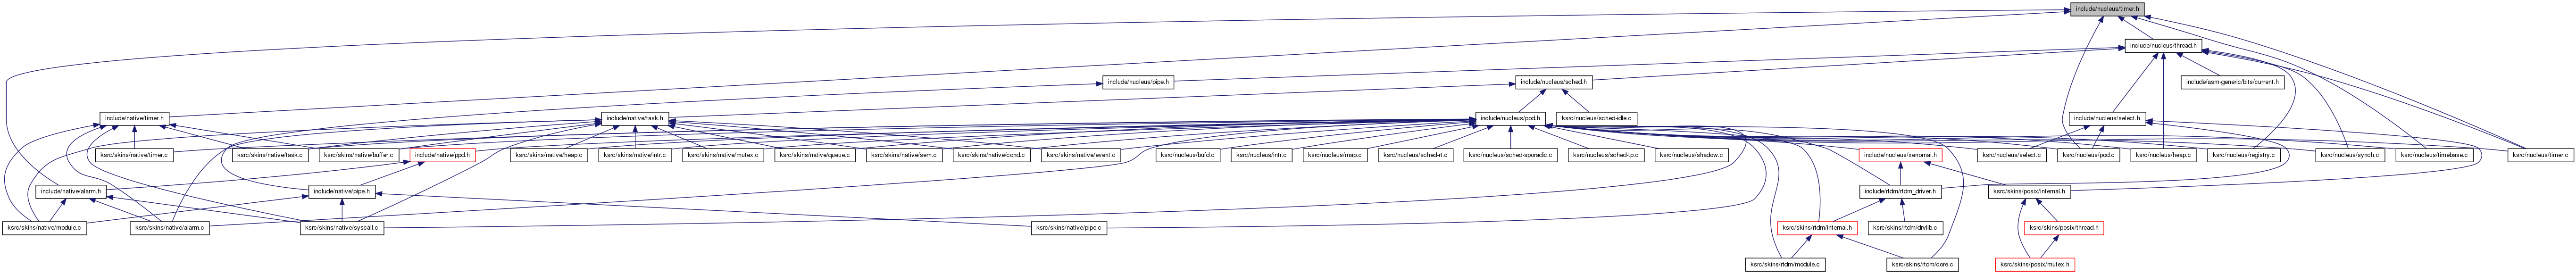 include/nucleus/timer.h
include/nucleus/thread.h
include/nucleus/pipe.h
include/nucleus/sched.h
include/asm-generic/bits/current.h
include/native/timer.h
include/native/task.h
include/nucleus/pod.h
ksrc/nucleus/sched-idle.c
include/nucleus/select.h
ksrc/skins/native/timer.c
ksrc/skins/native/task.c
ksrc/skins/native/buffer.c
include/native/ppd.h
ksrc/skins/native/heap.c
ksrc/skins/native/intr.c
ksrc/skins/native/mutex.c
ksrc/skins/native/queue.c
ksrc/skins/native/sem.c
ksrc/skins/native/cond.c
ksrc/skins/native/event.c
ksrc/nucleus/bufd.c
ksrc/nucleus/intr.c
ksrc/nucleus/map.c
ksrc/nucleus/sched-rt.c
ksrc/nucleus/sched-sporadic.c
ksrc/nucleus/sched-tp.c
ksrc/nucleus/shadow.c
include/nucleus/xenomai.h
ksrc/nucleus/select.c
ksrc/nucleus/pod.c
ksrc/nucleus/heap.c
ksrc/nucleus/registry.c
ksrc/nucleus/synch.c
ksrc/nucleus/timebase.c
ksrc/nucleus/timer.c
include/native/alarm.h
include/native/pipe.h
include/rtdm/rtdm_driver.h
ksrc/skins/posix/internal.h
ksrc/skins/native/module.c
ksrc/skins/native/alarm.c
ksrc/skins/native/syscall.c
ksrc/skins/native/pipe.c
ksrc/skins/rtdm/internal.h
ksrc/skins/rtdm/drvlib.c
ksrc/skins/posix/thread.h
ksrc/skins/rtdm/module.c
ksrc/skins/rtdm/core.c
ksrc/skins/posix/mutex.h